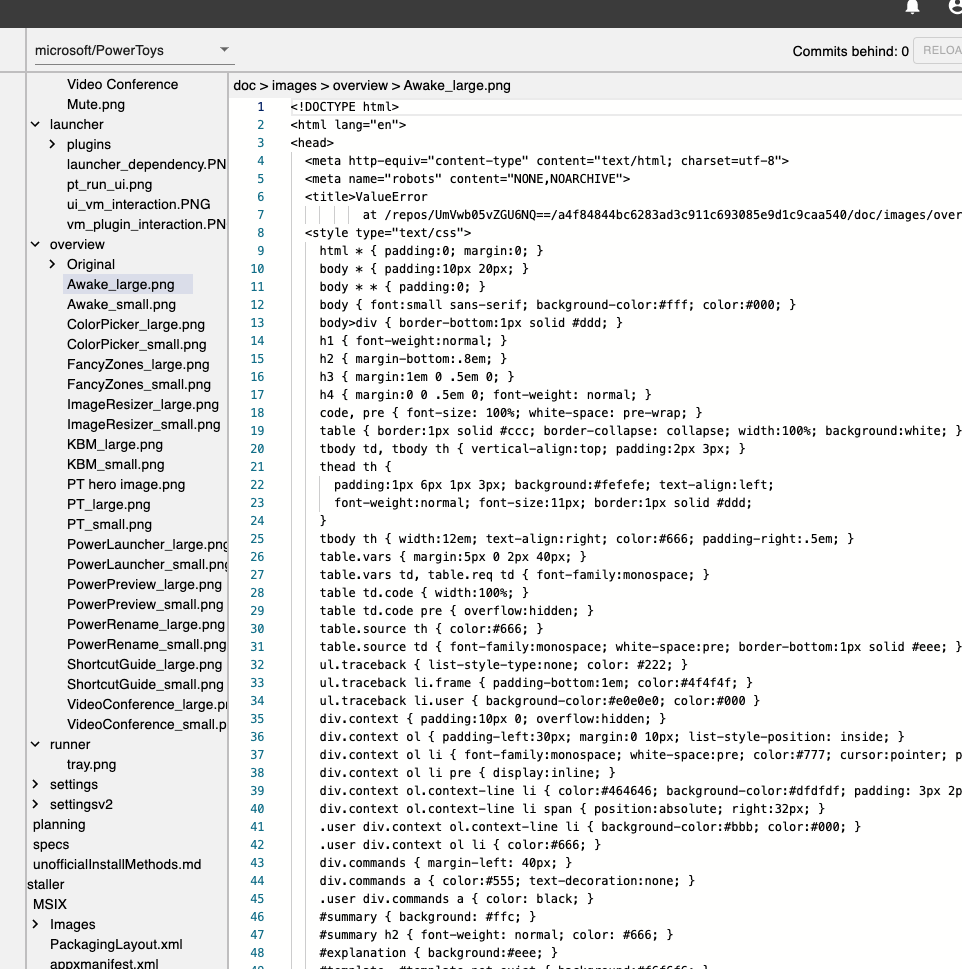 microsoft/PowerToys
Commits behind: 0
RELOA
Video Conference
Mute.png
launcher
plugins
launcher_dependency.PN
pt_run_ui.png
ui_vm_interaction.PNG
vm_plugin_interaction.PN
overview
Original
Awake_large.png
Awake_small.png
ColorPicker_large.png
ColorPicker_small.png
FancyZones_large.png
FancyZones_small.png
ImageResizer_large.png
ImageResizer_small.png
KBM_large.png
KBM_small.png
PT hero image.png
PT_large.png
PT_small.png
PowerLauncher_large.png
PowerLauncher_small.png
PowerPreview_large.png
PowerPreview_small.png
PowerRename_large.png
PowerRename_small.png
ShortcutGuide_large.png
ShortcutGuide_small.png
VideoConference_large.p
VideoConference_small.p
runner
tray.png
settings
settingsv2
planning
specs
unofficialInstallMethods.md
staller
MSIX
Images
PackagingLayout.xml
appxmanifest.xml
doc > images > overview > Awake_large.png
1 <!DOCTYPE html>
2 <html lang="en">
3 <head>
4 <meta http-equiv="content-type" content="text/html; charset=utf-8">
5 <meta name="robots" content="NONE,NOARCHIVE">
6 <title>ValueError
7 at /repos/UmVwb05vZGU6NQ==/a4f84844bc6283ad3c911c693085e9d1c9caa540/doc/images/over
8 <style type="text/css">
9 html * { padding:0; margin:0; }
10 body * { padding:10px 20px; }
11 body * * { padding:0; }
12 body { font:small sans-serif; background-color:#fff; color:#000; }
13 body>div { border-bottom:1px solid #ddd; }
14 h1 { font-weight:normal; }
15 h2 { margin-bottom:.8em; }
16 h3 { margin:1em 0 .5em 0; }
17 h4 { margin:0 0 .5em 0; font-weight: normal; }
18 code, pre { font-size: 100%; white-space: pre-wrap; }
19 table { border:1px solid #ccc; border-collapse: collapse; width:100%; background:white; }
20 tbody td, tbody th { vertical-align:top; padding:2px 3px; }
21 thead th {
22 padding:1px 6px 1px 3px; background:#fefefe; text-align:left;
23 font-weight:normal; font-size:11px; border:1px solid #ddd;
24 }
25 tbody th { width:12em; text-align:right; color:#666; padding-right:.5em; }
26 table.vars { margin:5px 0 2px 40px; }
27 table.vars td, table.req td { font-family:monospace; }
28 table td.code { width:100%; }
29 table td.code pre { overflow:hidden; }
30 table.source th { color:#666; }
31 table.source td { font-family:monospace; white-space:pre; border-bottom:1px solid #eee; }
32 ul.traceback { list-style-type:none; color: #222; }
33 ul.traceback li.frame { padding-bottom:1em; color:#4f4f4f; }
34 ul.traceback li.user { background-color:#e0e0e0; color:#000 }
35 div.context { padding:10px 0; overflow:hidden; }
36 div.context ol { padding-left:30px; margin:0 10px; list-style-position: inside; }
37 div.context ol li { font-family:monospace; white-space:pre; color:#777; cursor:pointer; p
38 div.context ol li pre { display:inline; }
39 div.context ol.context-line li { color:#464646; background-color:#dfdfdf; padding: 3px 2p
40 div.context ol.context-line li span { position:absolute; right:32px; }
41 .user div.context ol.context-line li { background-color:#bbb; color:#000; }
42 .user div.context ol li { color:#666; }
43 div.commands { margin-left: 40px; }
44 div.commands a { color:#555; text-decoration:none; }
45 .user div.commands a { color: black; }
46 #summary { background: #ffc; }
47 #summary h2 { font-weight: normal; color: #666; }
48 #explanation { background:#eee; }